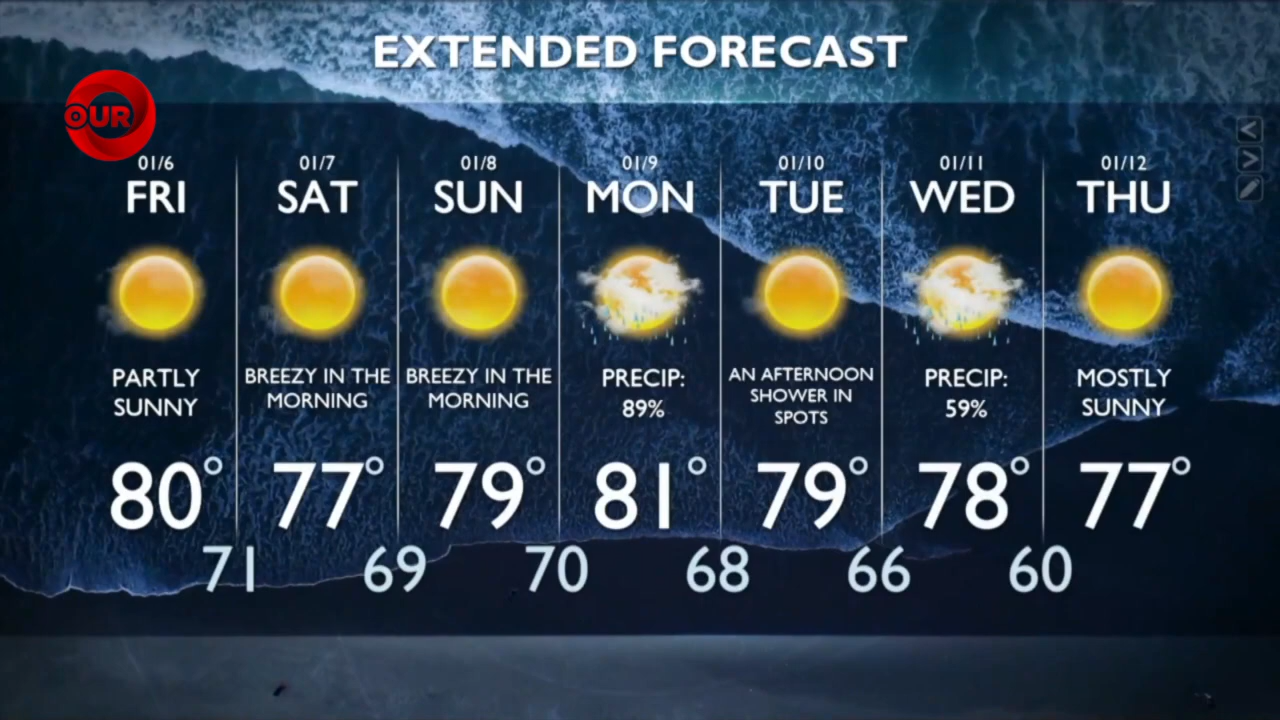 EXTENDED FORECAST
OUR
01/6
FRI
PARTLY
SUNNY
80°
01/7
SAT
BREEZY IN THE
MORNING
77°
01/8
SUN
BREEZY IN THE
MORNING
79°
01/9
MON
PRECIP:
89%
81°
01/10
TUE
AN AFTERNOON
SHOWER IN
SPOTS
79°
01/11
WED
PRECIP:
59%
78°
01/12
THU
MOSTLY
SUNNY
77°
71 69 70 68 66 60